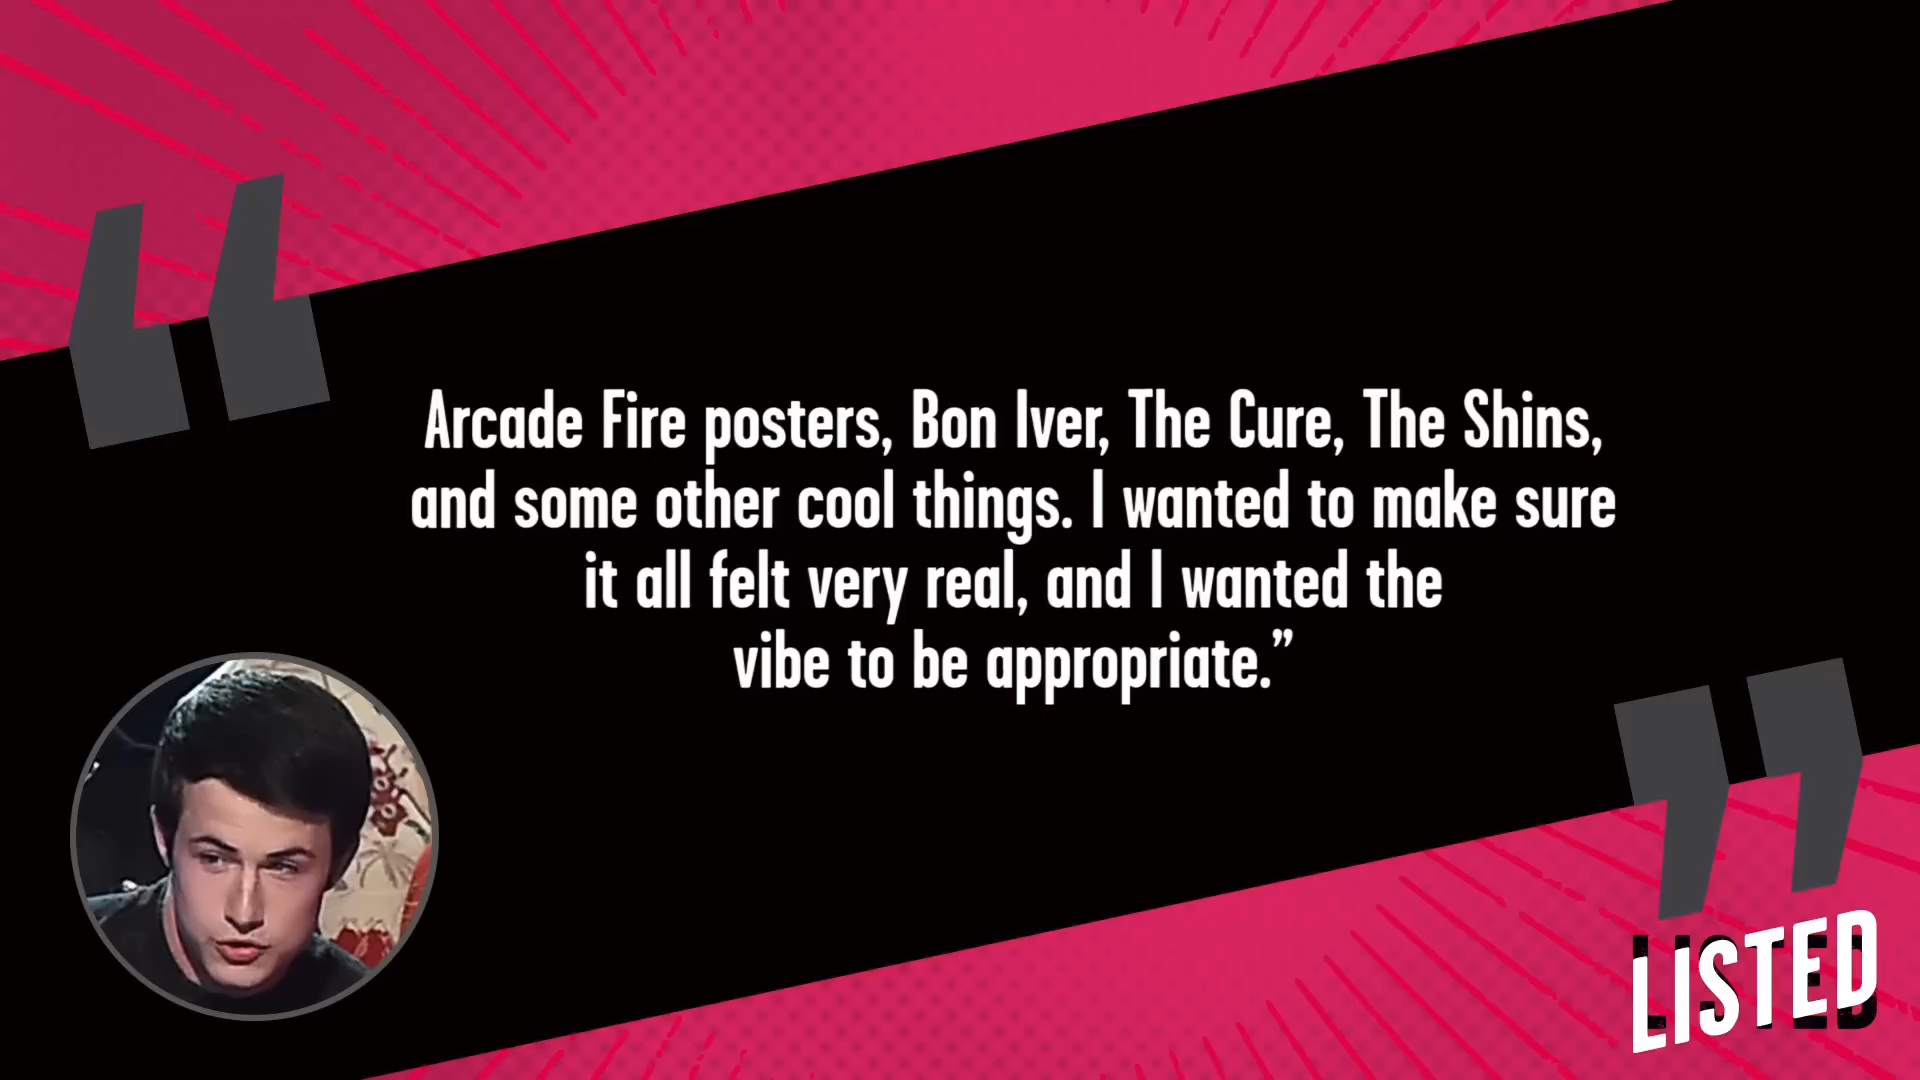 Arcade Fire posters, Bon Iver, The Cure, The Shins,
and some other cool things. I wanted to make sure
it all felt very real, and I wanted the
vibe to be appropriate.”
LISTED